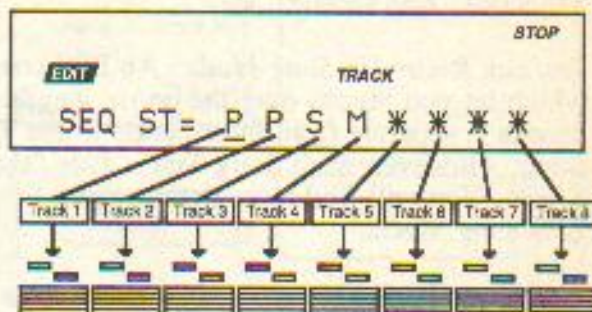 STOP
EDIT TRACK
SEQ ST= P P S M * * * *
Track 1 Track 2 Track 3 Track 4 Track 5 Track 6 Track 7 Track 8